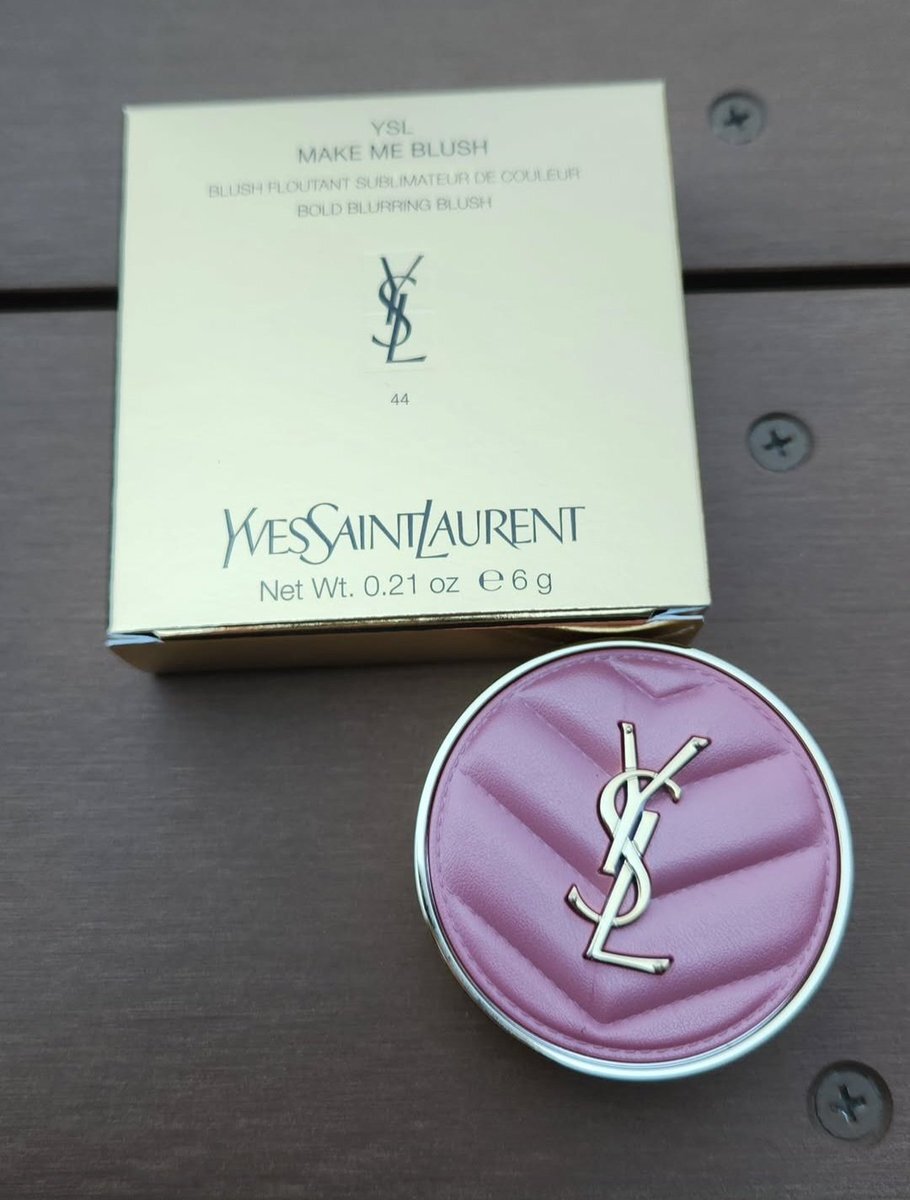 YSL
MAKE ME BLUSH
BLUSH FLOUTANT SUBLIMATEUR DE COULEUR
BOLD BLURRING BLUSH
YSL
44
YVESSAINTLAURENT
Net Wt. 0.21 oz ℮ 6 g
YSL